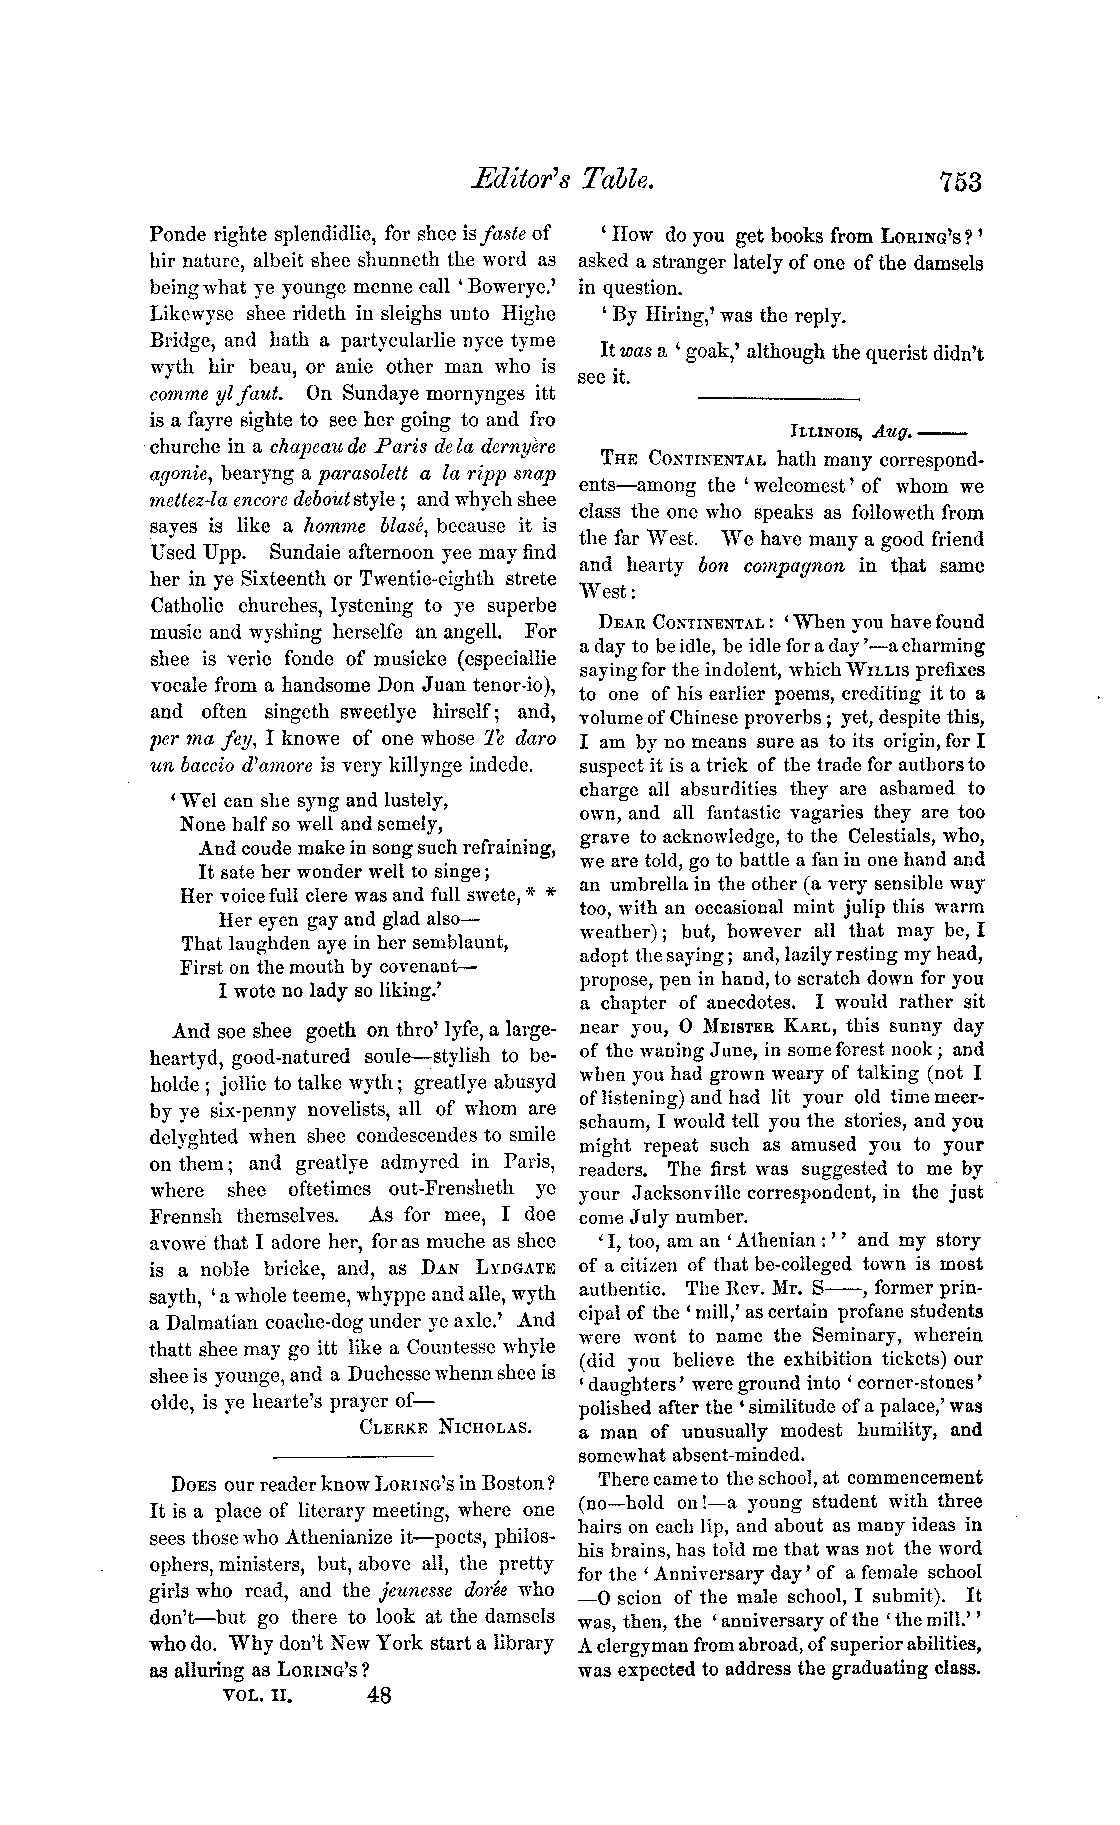 Editor's Table.
753
Ponde righte splendidlie, for shee is faste of
hir nature, albeit shee shunneth the word as
being what ye younge menne call 'Bowerye.'
Likewyse shee rideth in sleighs unto Highe
Bridge, and hath a partycularlie nyce tyme
wyth hir beau, or anie other man who is
comme yl faut. On Sundaye mornynges itt
is a fayre sighte to see her going to and fro
churche in a chapeau de Paris de la dernyère
agonie, bearyng a parasolett a la ripp snap
mettez-la encore debout style; and whych shee
sayes is like a homme blasé, because it is
Used Upp. Sundaie afternoon yee may find
her in ye Sixteenth or Twentie-eighth strete
Catholic churches, lystening to ye superbe
music and wyshing herselfe an angell. For
shee is verie fonde of musicke (especiallie
vocale from a handsome Don Juan tenor-io),
and often singeth sweetlye hirself; and,
per ma fey, I knowe of one whose Te daro
un baccio d'amore is very killynge indede.
'Wel can she syng and lustely,
None half so well and semely,
And coude make in song such refraining,
It sate her wonder well to singe;
Her voice full clere was and full swete, * *
Her eyen gay and glad also—
That laughden aye in her semblaunt,
First on the mouth by covenant—
I wote no lady so liking.'
And soe shee goeth on thro' lyfe, a large-
heartyd, good-natured soule—stylish to be-
holde; jollie to talke wyth; greatlye abusyd
by ye six-penny novelists, all of whom are
delyghted when shee condescendes to smile
on them; and greatlye admyred in Paris,
where shee oftetimes out-Frensheth ye
Frennsh themselves. As for mee, I doe
avowe that I adore her, for as muche as shee
is a noble bricke, and, as DAN LYDGATE
sayth, 'a whole teeme, whyppe and alle, wyth
a Dalmatian coache-dog under ye axle.' And
thatt shee may go itt like a Countesse whyle
shee is younge, and a Duchesse whenn shee is
olde, is ye hearte's prayer of—
CLERKE NICHOLAS.
DOES our reader know LORING'S in Boston?
It is a place of literary meeting, where one
sees those who Athenianize it—poets, philos-
ophers, ministers, but, above all, the pretty
girls who read, and the jeunesse dorée who
don't—but go there to look at the damsels
who do. Why don't New York start a library
as alluring as LORING'S?
VOL. II. 48
'How do you get books from LORING'S?'
asked a stranger lately of one of the damsels
in question.
'By Hiring,' was the reply.
It was a 'goak,' although the querist didn't
see it.
ILLINOIS, Aug. ——
THE CONTINENTAL hath many correspond-
ents—among the 'welcomest' of whom we
class the one who speaks as followeth from
the far West. We have many a good friend
and hearty bon compagnon in that same
West:
DEAR CONTINENTAL: 'When you have found
a day to be idle, be idle for a day'—a charming
saying for the indolent, which WILLIS prefixes
to one of his earlier poems, crediting it to a
volume of Chinese proverbs; yet, despite this,
I am by no means sure as to its origin, for I
suspect it is a trick of the trade for authors to
charge all absurdities they are ashamed to
own, and all fantastic vagaries they are too
grave to acknowledge, to the Celestials, who,
we are told, go to battle a fan in one hand and
an umbrella in the other (a very sensible way
too, with an occasional mint julip this warm
weather); but, however all that may be, I
adopt the saying; and, lazily resting my head,
propose, pen in hand, to scratch down for you
a chapter of anecdotes. I would rather sit
near you, O MEISTER KARL, this sunny day
of the waning June, in some forest nook; and
when you had grown weary of talking (not I
of listening) and had lit your old time meer-
schaum, I would tell you the stories, and you
might repeat such as amused you to your
readers. The first was suggested to me by
your Jacksonville correspondent, in the just
come July number.
'I, too, am an 'Athenian:'' and my story
of a citizen of that be-colleged town is most
authentic. The Rev. Mr. S——, former prin-
cipal of the 'mill,' as certain profane students
were wont to name the Seminary, wherein
(did you believe the exhibition tickets) our
'daughters' were ground into 'corner-stones'
polished after the 'similitude of a palace,' was
a man of unusually modest humility, and
somewhat absent-minded.
There came to the school, at commencement
(no—hold on!—a young student with three
hairs on each lip, and about as many ideas in
his brains, has told me that was not the word
for the 'Anniversary day' of a female school
—O scion of the male school, I submit). It
was, then, the 'anniversary of the 'the mill.''
A clergyman from abroad, of superior abilities,
was expected to address the graduating class.